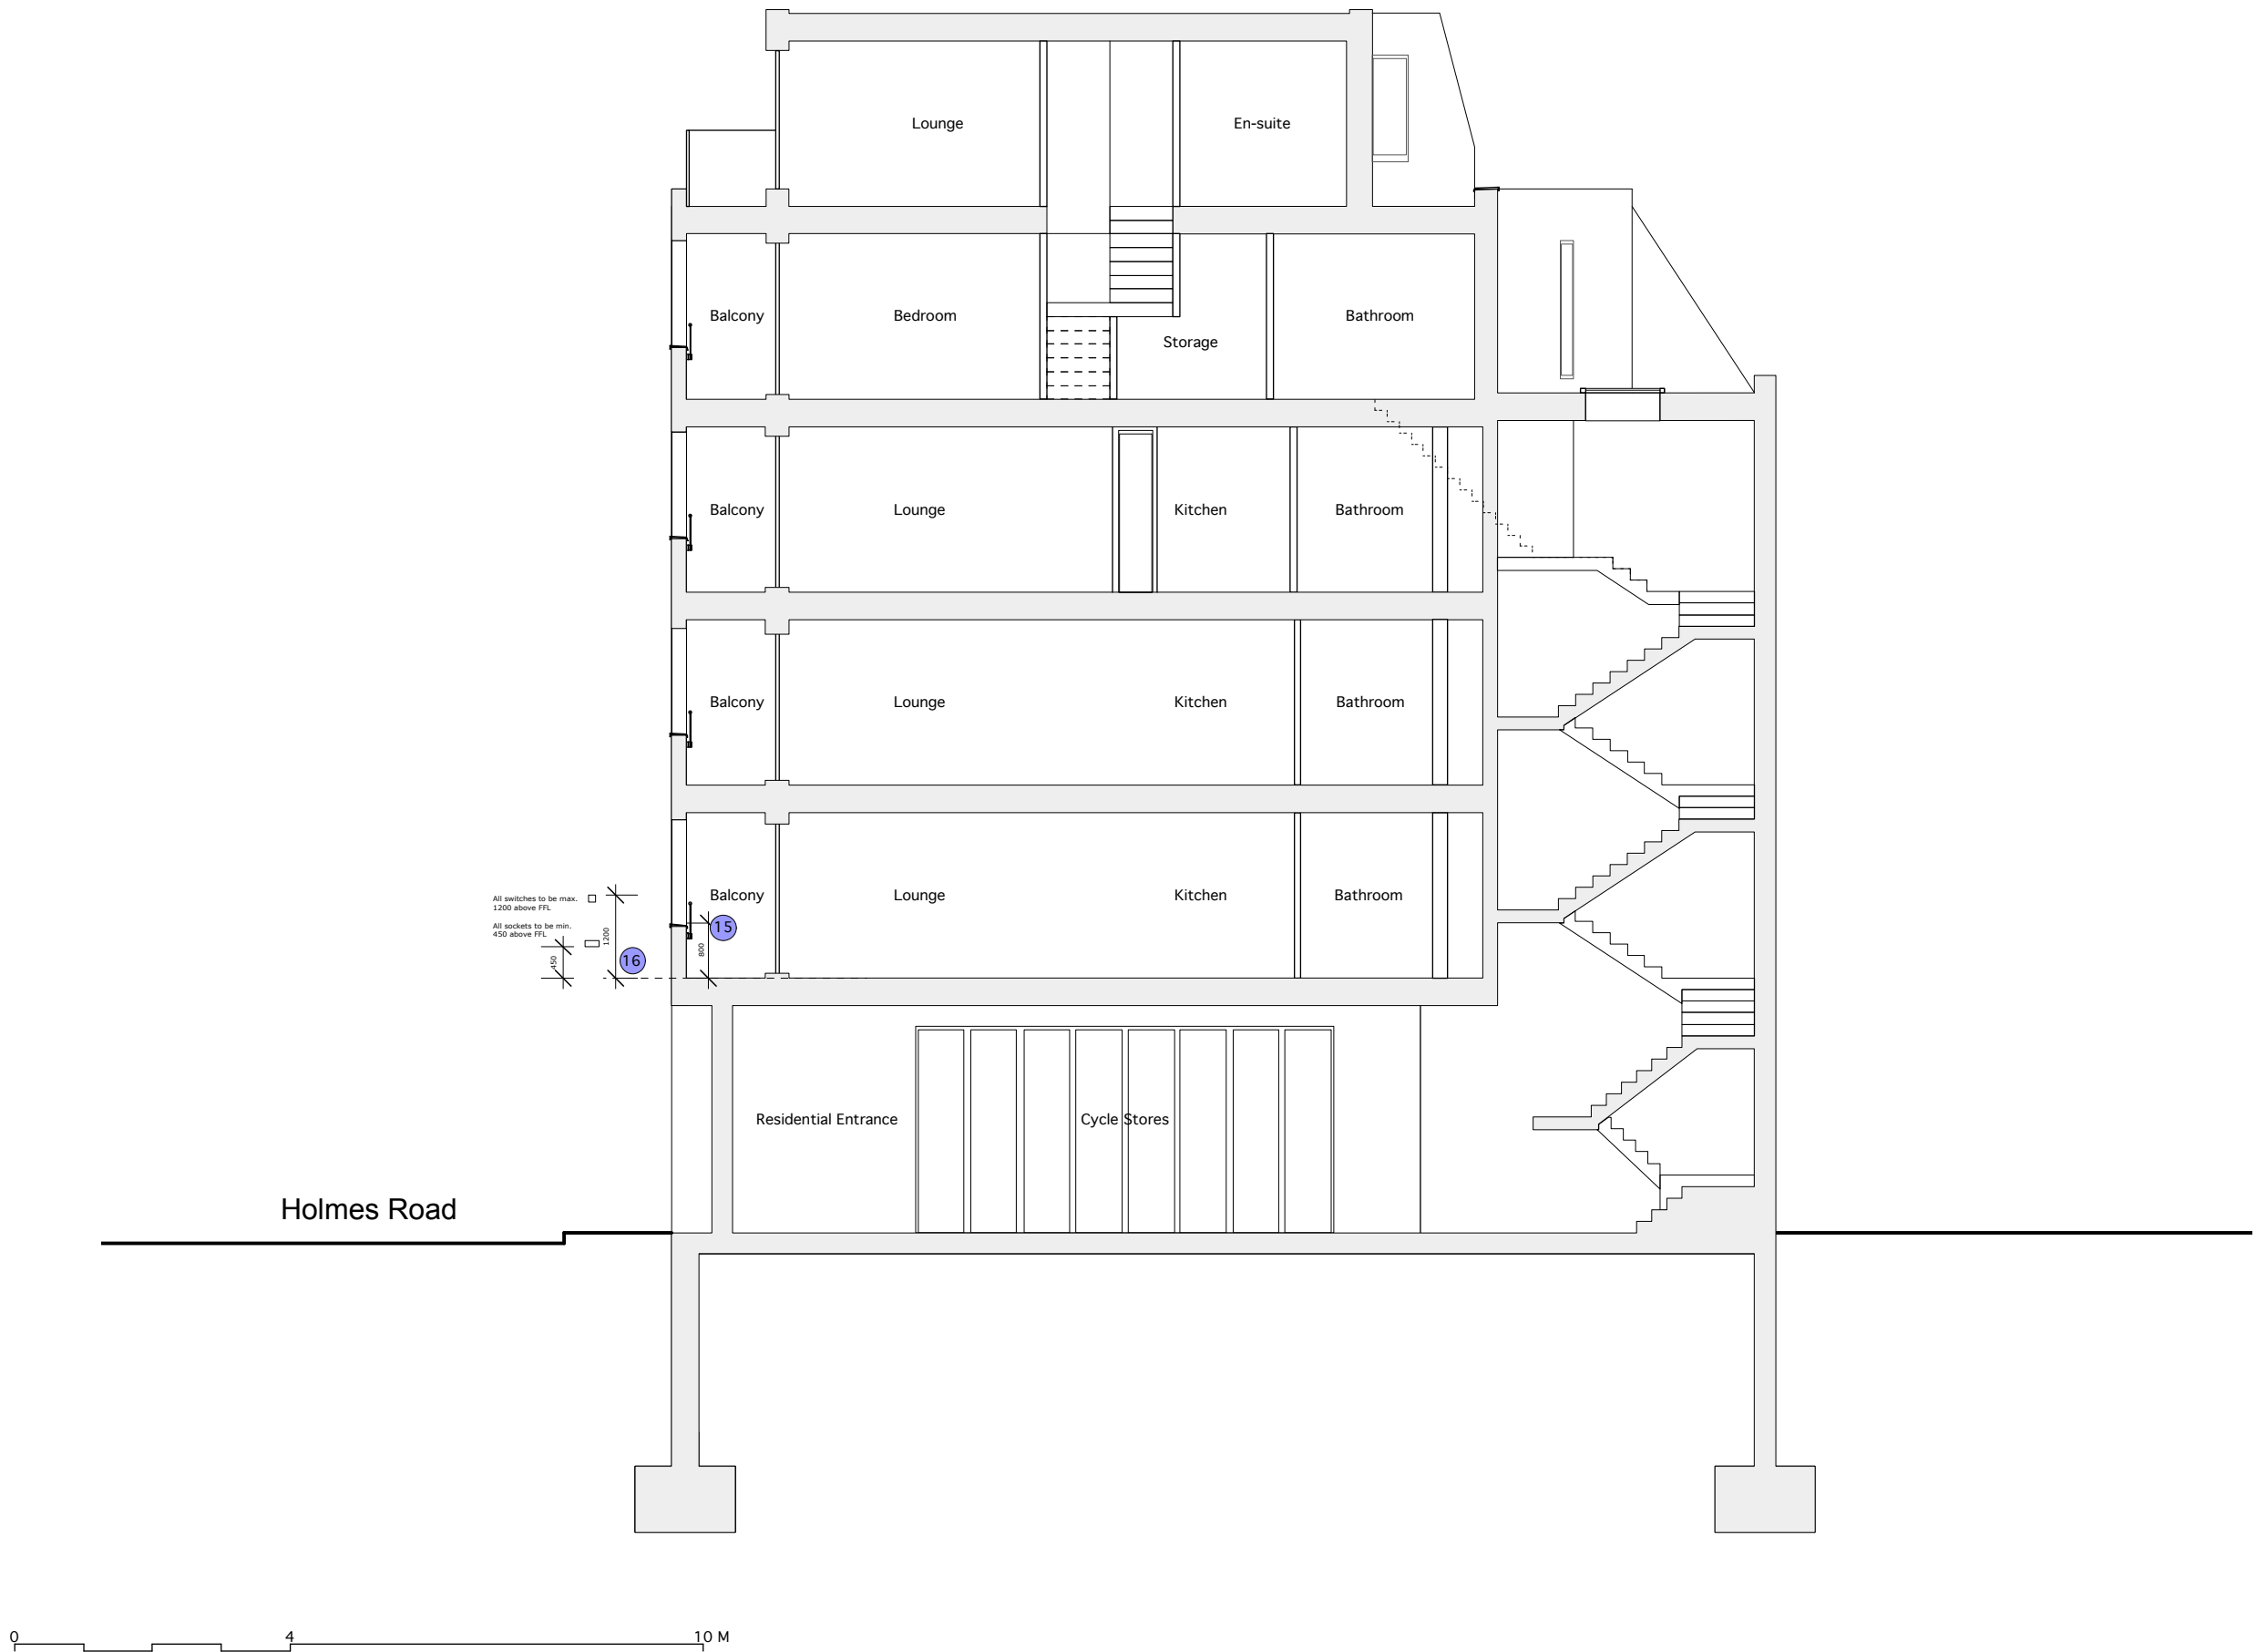 Lounge
En-suite
Balcony
Bedroom
Storage
Bathroom
Balcony
Lounge
Kitchen
Bathroom
Balcony
Lounge
Kitchen
Bathroom
Balcony
Lounge
Kitchen
Bathroom
All switches to be max.
1200 above FFL
All sockets to be min.
450 above FFL
450
1200
16
800
15
Residential Entrance
Cycle Stores
Holmes Road
0
4
10 M